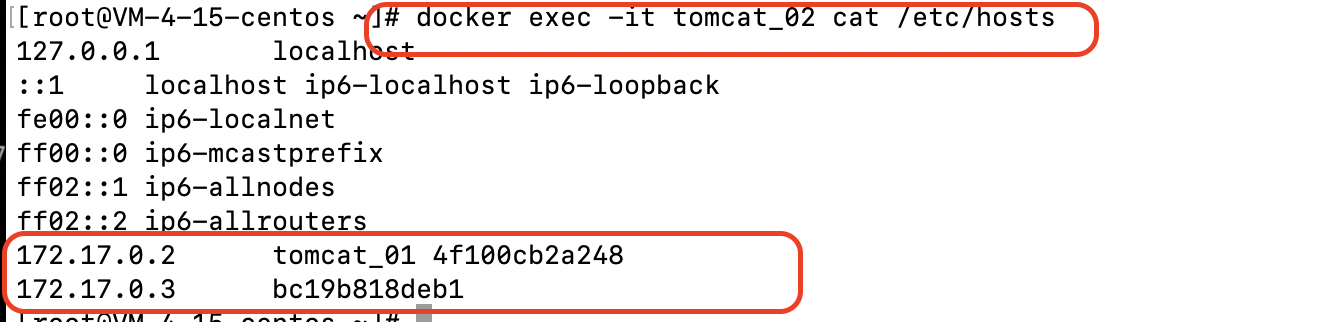 [[root@VM-4-15-centos ~]# docker exec -it tomcat_02 cat /etc/hosts
127.0.0.1       localhost
::1     localhost ip6-localhost ip6-loopback
fe00::0 ip6-localnet
ff00::0 ip6-mcastprefix
ff02::1 ip6-allnodes
ff02::2 ip6-allrouters
172.17.0.2      tomcat_01 4f100cb2a248
172.17.0.3      bc19b818deb1
[root@VM-4-15-centos ~]#